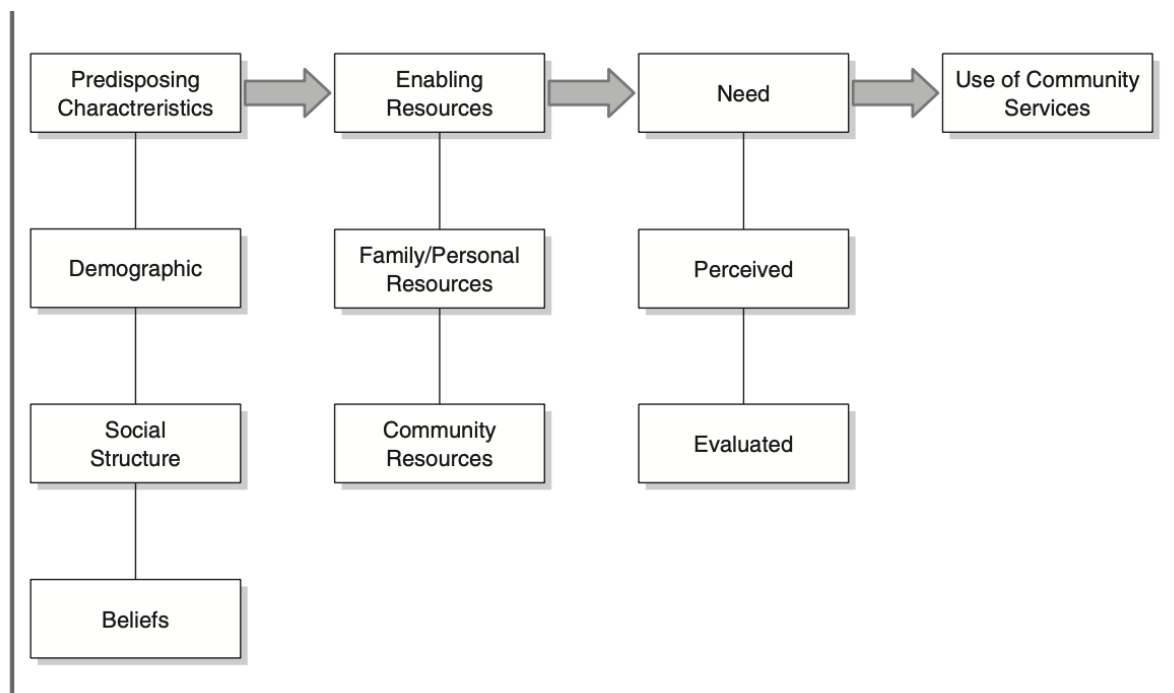 Predisposing
Charactreristics
Enabling
Resources
Need
Use of Community
Services
Demographic
Family/Personal
Resources
Perceived
Social
Structure
Community
Resources
Evaluated
Beliefs